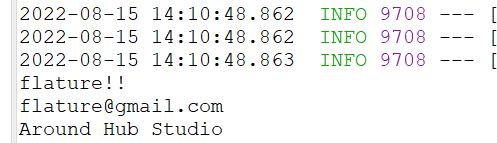 2022-08-15 14:10:48.862  INFO 9708 --- [
2022-08-15 14:10:48.862  INFO 9708 --- [
2022-08-15 14:10:48.863  INFO 9708 --- [
flature!!
flature@gmail.com
Around Hub Studio